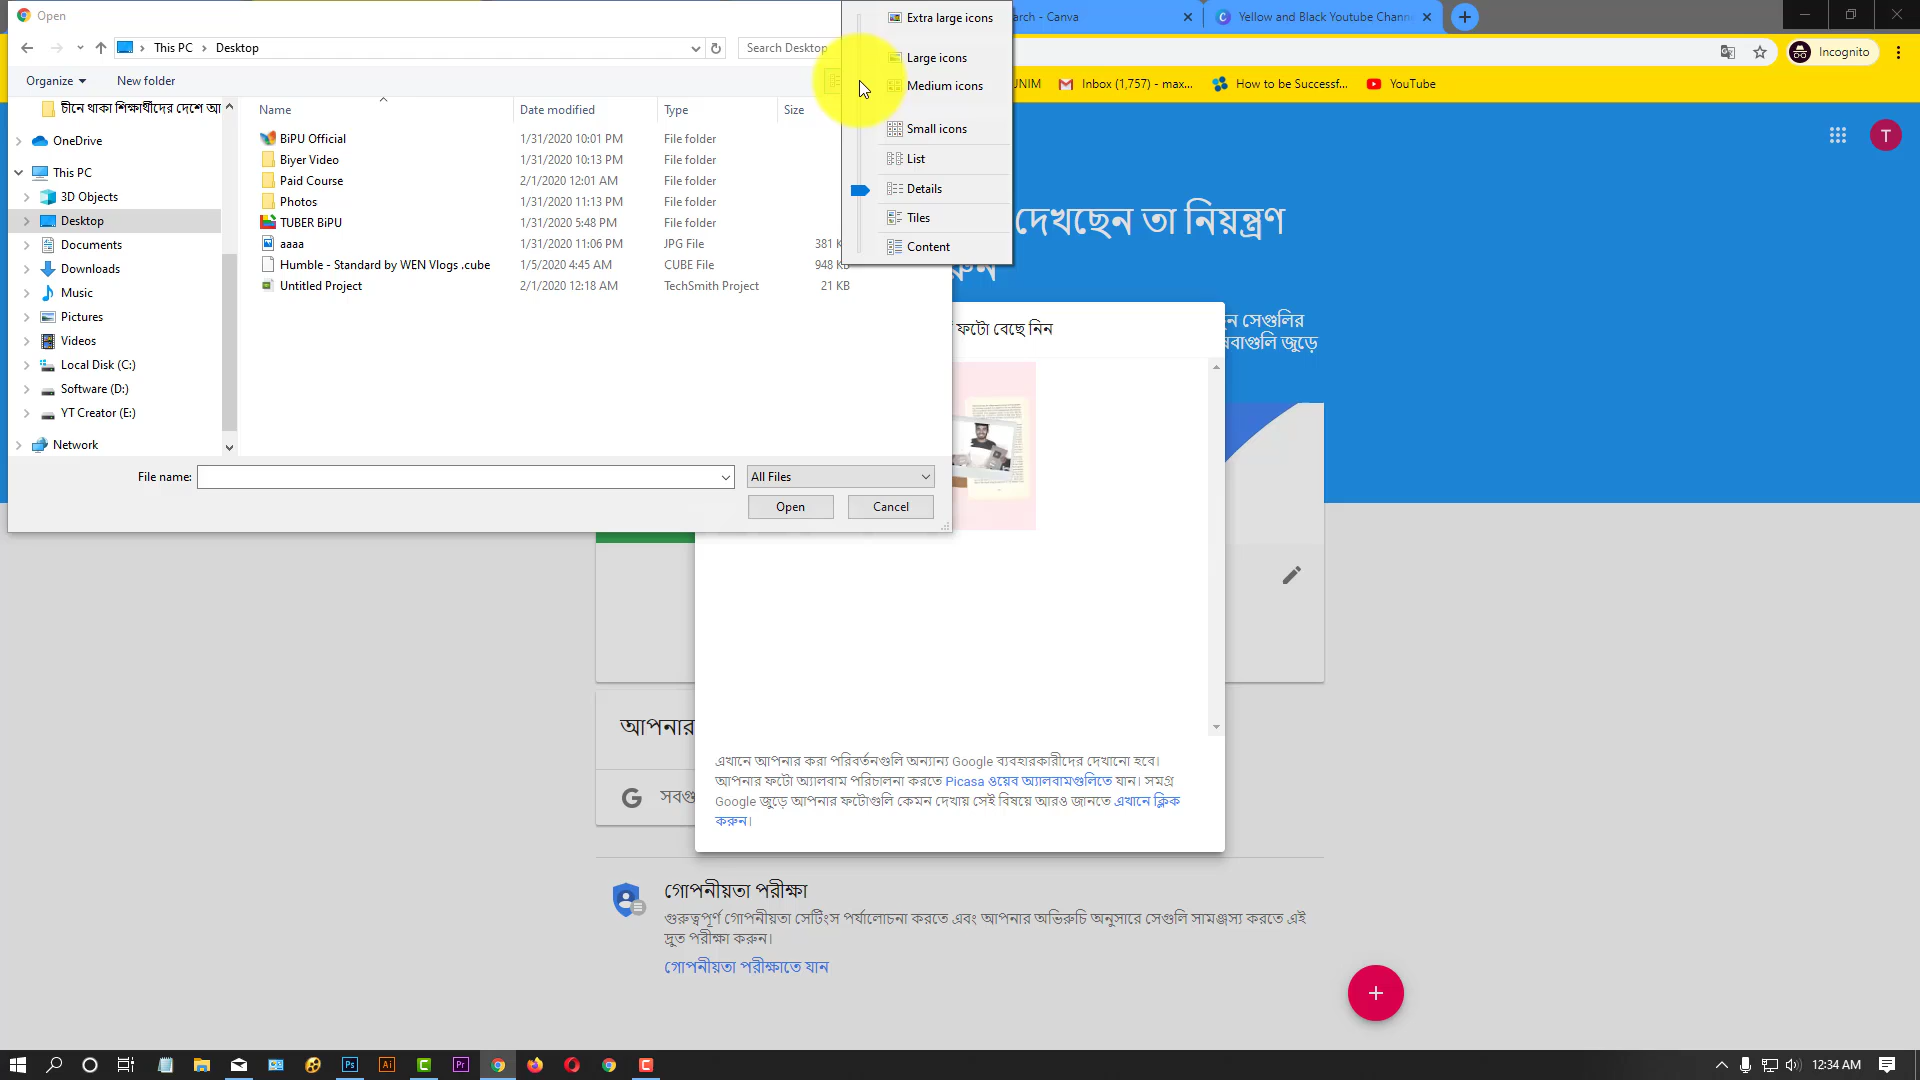 Open
This PC
Desktop
Search Desktop
Organize
New folder
Name
Date modified
Type
Size
চীনে থাকা শিক্ষার্থীদের দেশে আ
OneDrive
This PC
3D Objects
Desktop
Documents
Downloads
Music
Pictures
Videos
Local Disk (C:)
Software (D:)
YT Creator (E:)
Network
BiPU Official 1/31/2020 10:01 PM File folder
Biyer Video 1/31/2020 10:13 PM File folder
Paid Course 2/1/2020 12:01 AM File folder
Photos 1/31/2020 11:13 PM File folder
TUBER BiPU 1/31/2020 5:48 PM File folder
aaaa 1/31/2020 11:06 PM JPG File 381 K
Humble - Standard by WEN Vlogs .cube 1/5/2020 4:45 AM CUBE File 948 KB
Untitled Project 2/1/2020 12:18 AM TechSmith Project 21 KB
File name:
All Files
Open
Cancel
Extra large icons
Large icons
Medium icons
Small icons
List
Details
Tiles
Content
arch - Canva
Yellow and Black Youtube Chann
Incognito
UNIM
Inbox (1,757) - max...
How to be Successf...
YouTube
T
দেখছেন তা নিয়ন্ত্রণ
ন সেগুলির
ষবাগুলি জুড়ে
ফটো বেছে নিন
এখানে আপনার করা পরিবর্তনগুলি অন্যান্য Google ব্যবহারকারীদের দেখানো হবে।
আপনার ফটো অ্যালবাম পরিচালনা করতে Picasa ওয়েব অ্যালবামগুলিতে যান। সমগ্র
Google জুড়ে আপনার ফটোগুলি কেমন দেখায় সেই বিষয়ে আরও জানতে এখানে ক্লিক
করুন।
আপনার
সবগু
গোপনীয়তা পরীক্ষা
গুরুত্বপূর্ণ গোপনীয়তা সেটিংস পর্যালোচনা করতে এবং আপনার অভিরুচি অনুসারে সেগুলি সামঞ্জস্য করতে এই
দ্রুত পরীক্ষা করুন।
গোপনীয়তা পরীক্ষাতে যান
12:34 AM